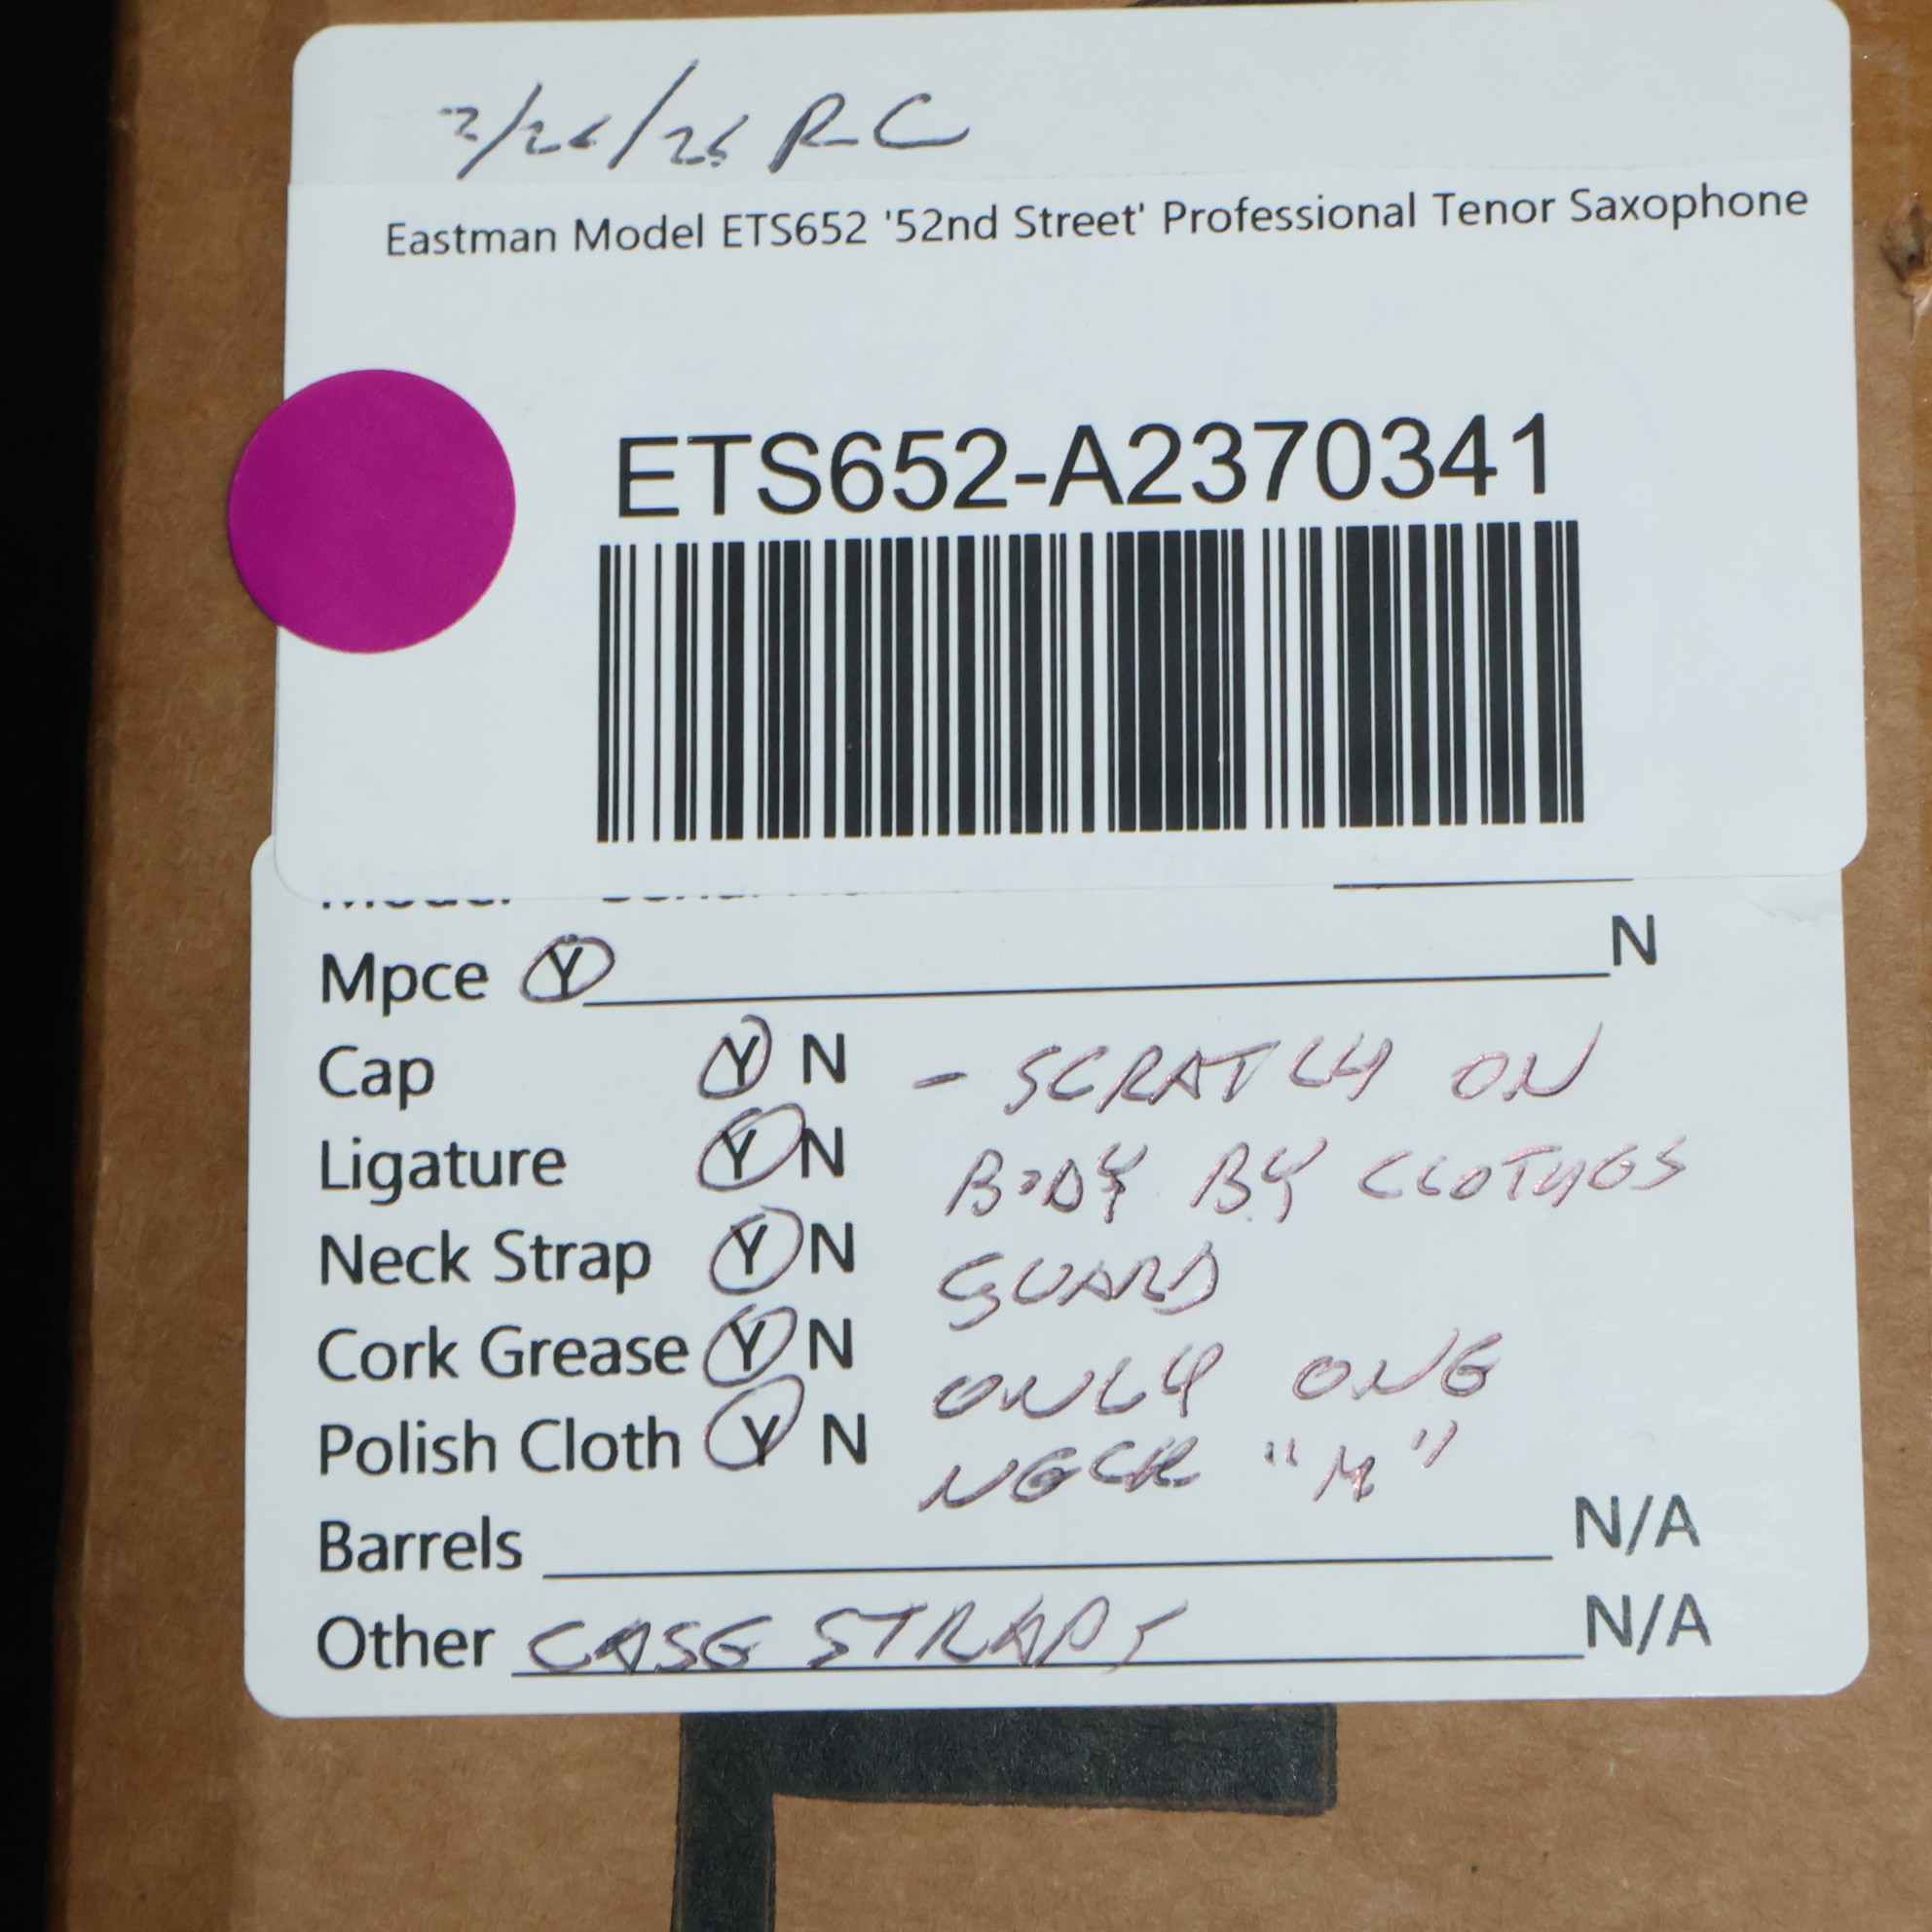 2/26/26 RC
Eastman Model ETS652 '52nd Street' Professional Tenor Saxophone
ETS652-A2370341
Mpce Y N
Cap Y N - SCRATCH ON
Ligature Y N BODY BY CLOTHES
Neck Strap Y N GUARD
Cork Grease Y N ONLY ONE
Polish Cloth Y N NECK "M"
Barrels N/A
Other CASE STRAPS N/A